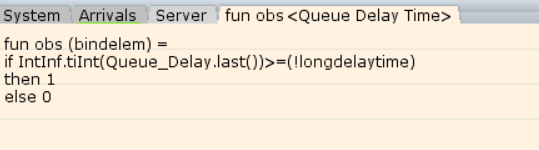 System Arrivals Server fun obs <Queue Delay Time>
fun obs (bindelem) =
if IntInf.tiInt(Queue_Delay.last())>=(!longdelaytime)
then 1
else 0